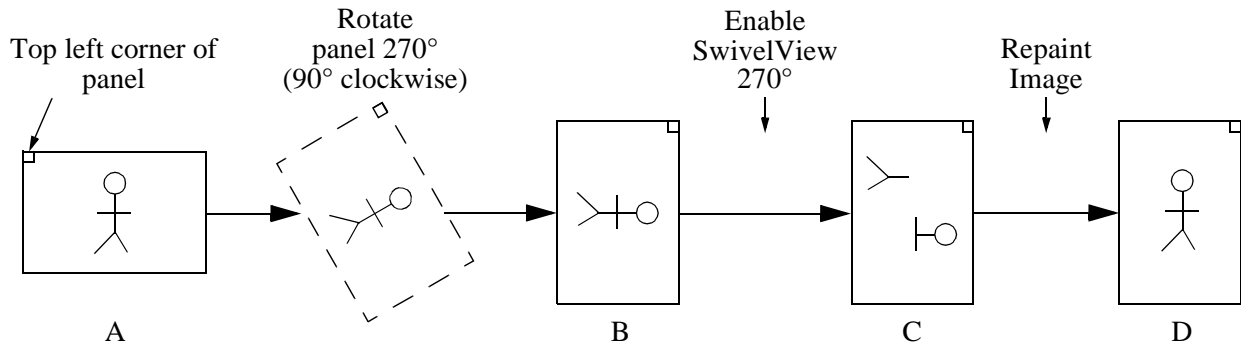 Top left corner of
panel
Rotate
panel 270°
(90° clockwise)
Enable
SwivelView
270°
Repaint
Image
A
B
C
D